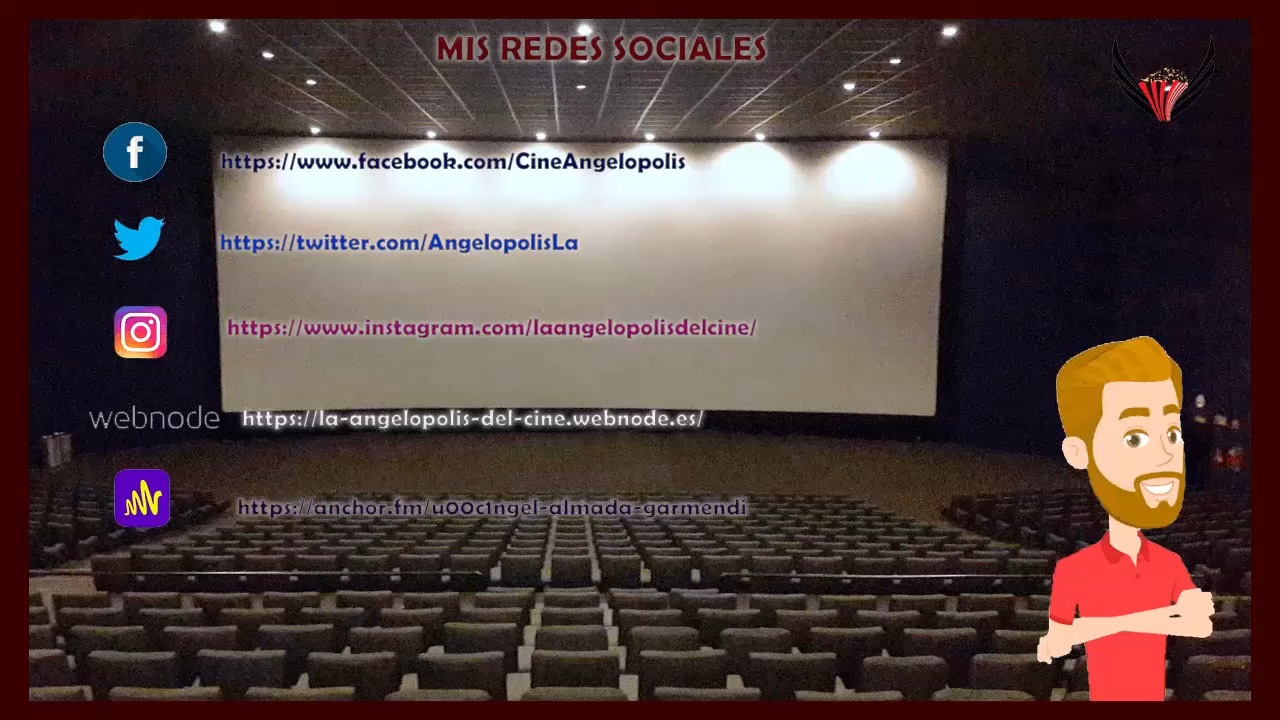 MIS REDES SOCIALES
https://www.facebook.com/CineAngelopolis
https://twitter.com/AngelopolisLa
https://www.instagram.com/laangelopolisdelcine/
webnode https://la-angelopolis-del-cine.webnode.es/
https://anchor.fm/u00c1ngel-almada-garmendi